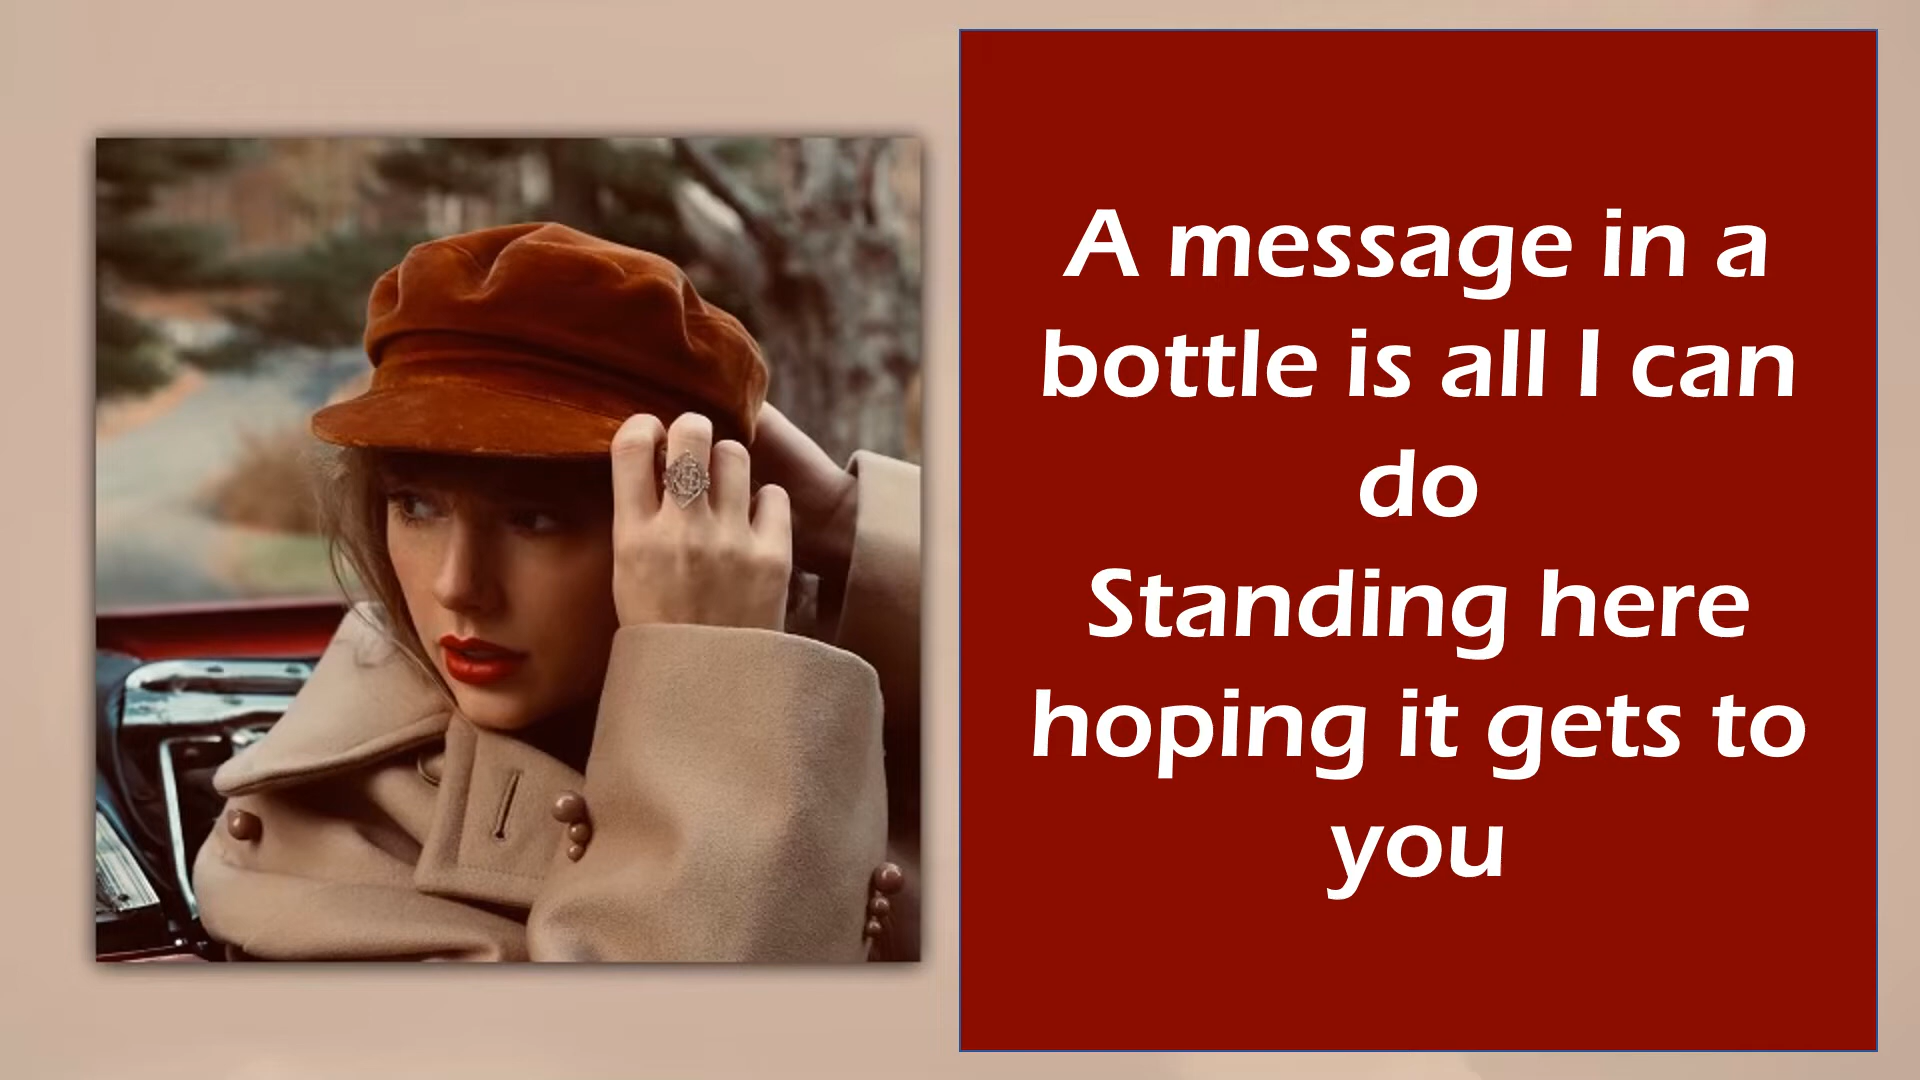 A message in a
bottle is all I can
do
Standing here
hoping it gets to
you